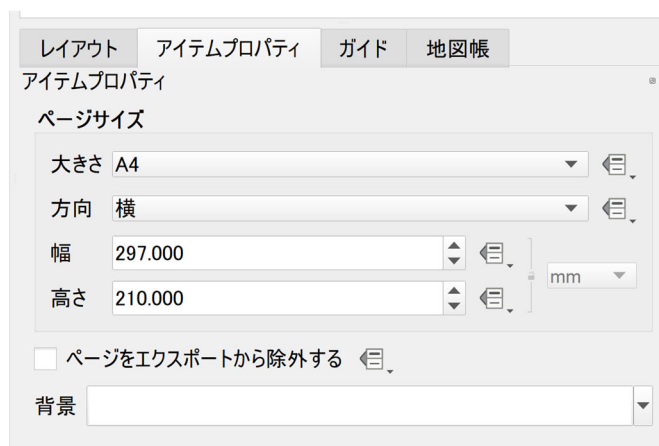 レイアウト アイテムプロパティ ガイド 地図帳
アイテムプロパティ
ページサイズ
大きさ A4
方向 横
幅 297.000
mm
高さ 210.000
ページをエクスポートから除外する
背景